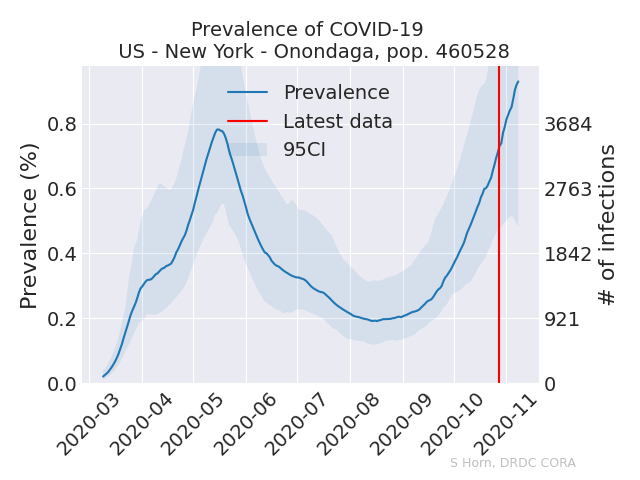 Prevalence of COVID-19
US - New York - Onondaga, pop. 460528
Prevalence
Latest data
95CI
Prevalence (%)
0.8
0.6
0.4
0.2
0.0
3684
2763
1842
921
0
# of infections
2020-03
2020-04
2020-05
2020-06
2020-07
2020-08
2020-09
2020-10
2020-11
S Horn, DRDC CORA